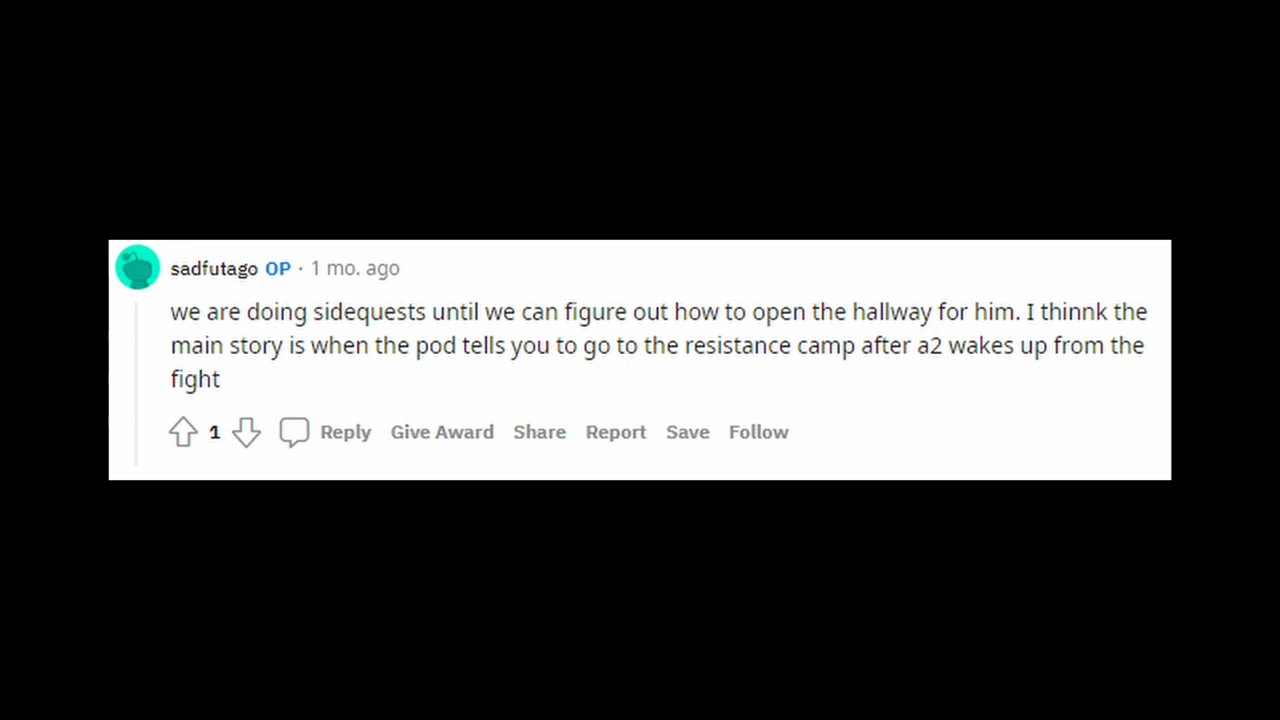 sadfutago OP · 1 mo. ago
we are doing sidequests until we can figure out how to open the hallway for him. I thinnk the
main story is when the pod tells you to go to the resistance camp after a2 wakes up from the
fight
1 Reply Give Award Share Report Save Follow